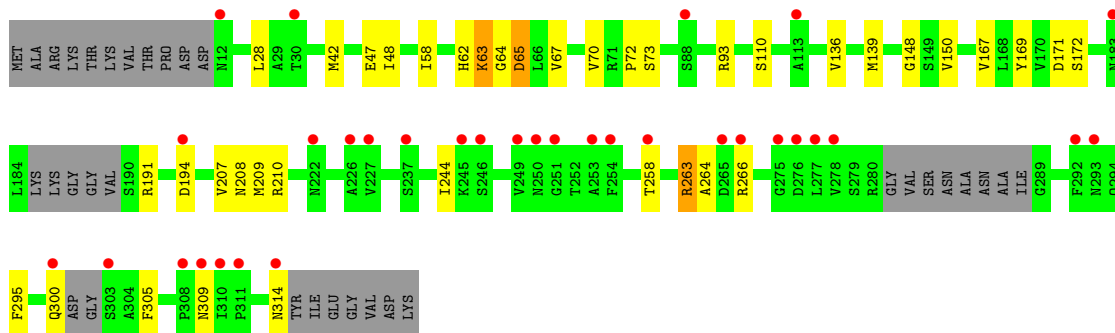 MET ALA ARG LYS THR LYS VAL THR PRO ASP ASP N12 L28 A29 T30 M42 E47 I48 I58 H62 K63 G64 D65 L66 V67 V70 R71 P72 S73 S88 R93 S110 A113 V136 M139 G148 S149 V150 V167 L168 Y169 V170 D171 S172 N183
L184 LYS LYS GLY GLY VAL S190 R191 D194 V207 N208 M209 R210 N222 A226 V227 S237 I244 K245 S246 V249 N250 G251 T252 A253 F254 T258 R263 A264 D265 R266 G275 D276 L277 V278 S279 R280 GLY VAL SER ASN ALA ASN ALA ILE G289 F292 N293
F295 Q300 ASP GLY S303 A304 F305 P308 N309 I310 P311 N314 TYR ILE GLU GLY VAL ASP LYS